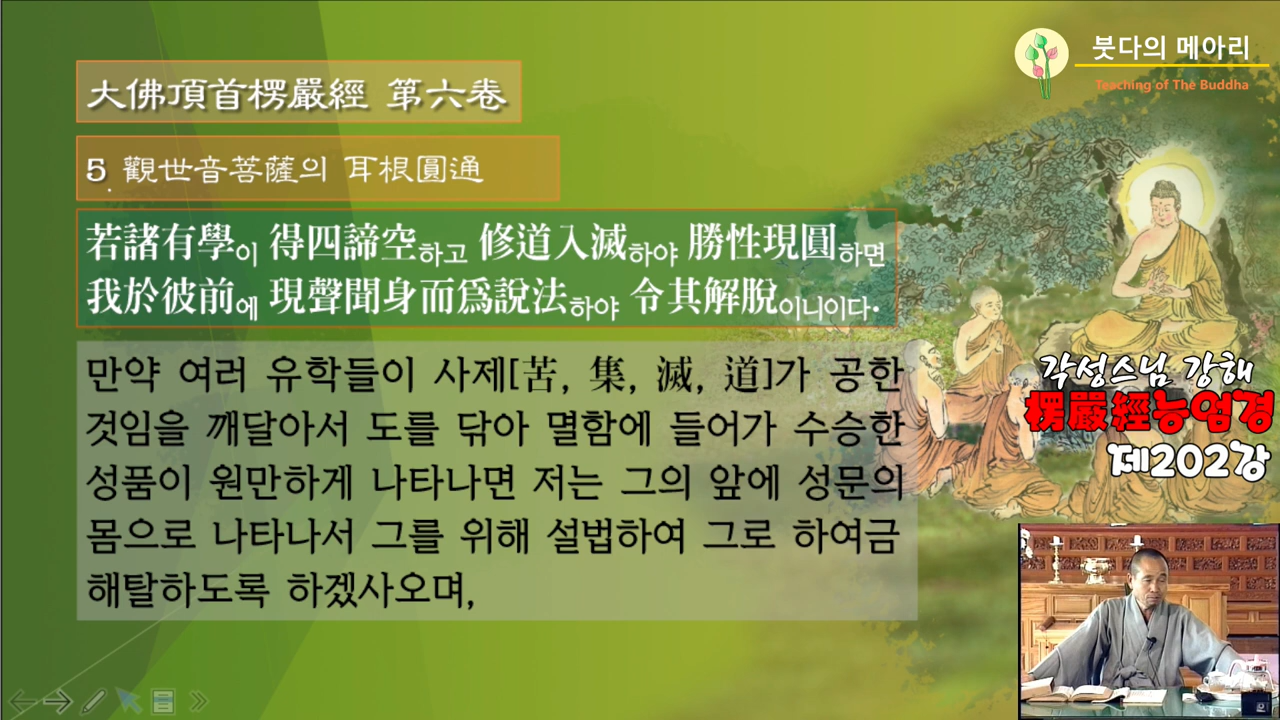 붓다의 메아리
Teaching of The Buddha
大佛頂首楞嚴經 第六卷
5. 觀世音菩薩의 耳根圓通
若諸有學이 得四諦空하고 修道入滅하야 勝性現圓하면
我於彼前에 現聲聞身而爲說法하야 令其解脫이니이다.
만약 여러 유학들이 사제[苦, 集, 滅, 道]가 공한
것임을 깨달아서 도를 닦아 멸함에 들어가 수승한
성품이 원만하게 나타나면 저는 그의 앞에 성문의
몸으로 나타나서 그를 위해 설법하여 그로 하여금
해탈하도록 하겠사오며,
각성스님 강해
楞嚴經능엄경
제202강